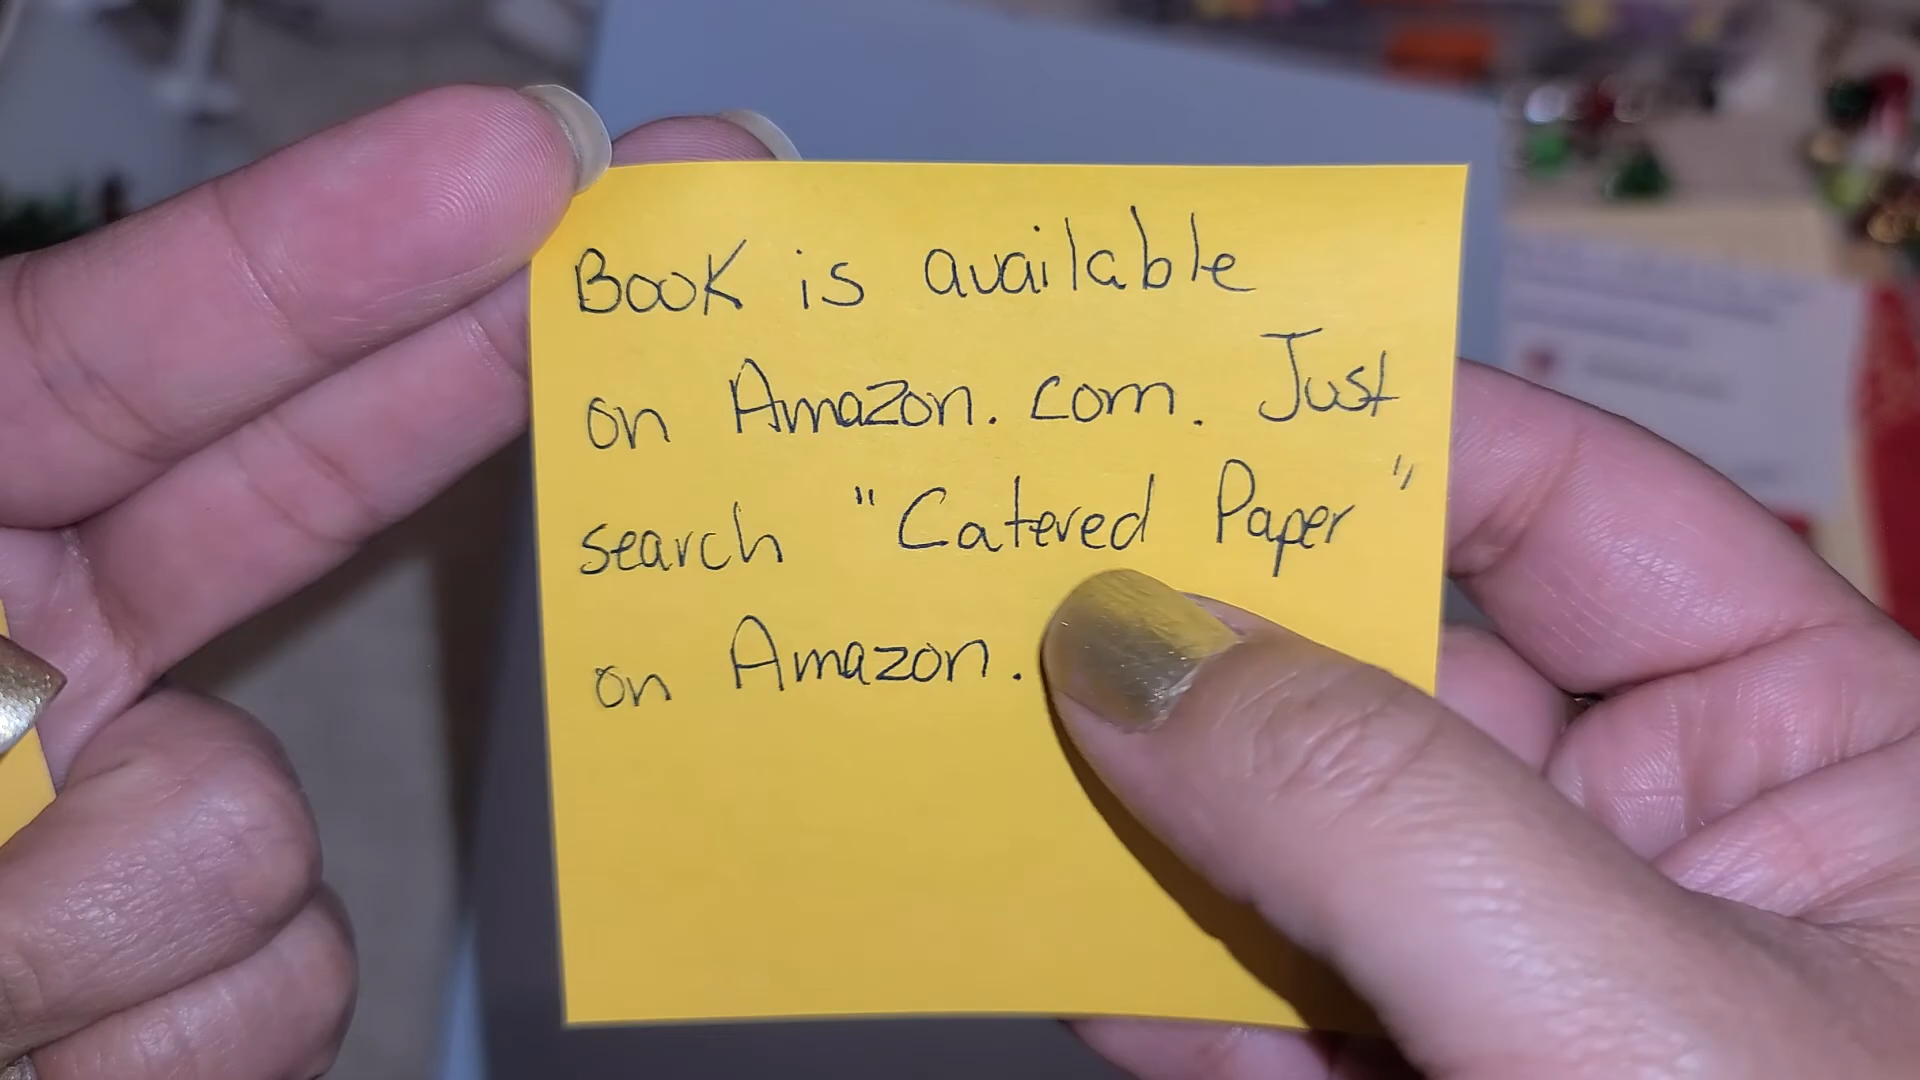 Book is available
on Amazon.com. Just
search "Catered Paper"
on Amazon.